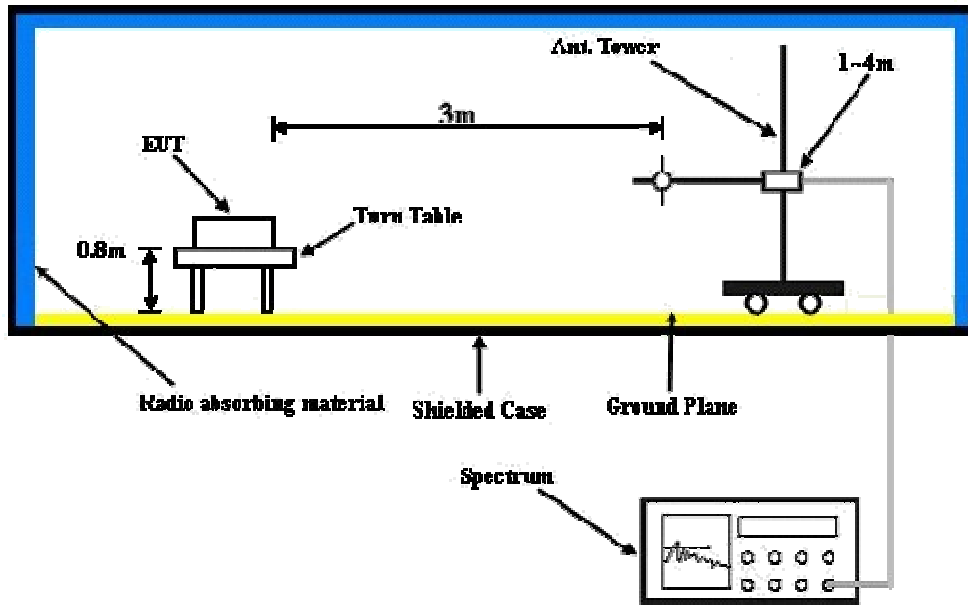 Ant. Tower
1~4m
3m
EUT
Turn Table
0.8m
Radio absorbing material
Shielded Case
Ground Plane
Spectrum